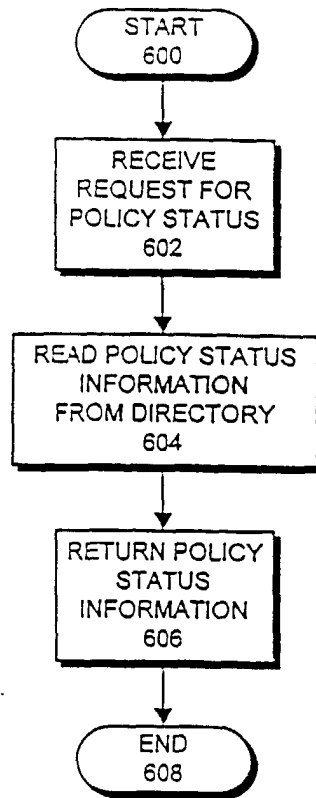 START
600
RECEIVE
REQUEST FOR
POLICY STATUS
602
READ POLICY STATUS
INFORMATION
FROM DIRECTORY
604
RETURN POLICY
STATUS
INFORMATION
606
END
608